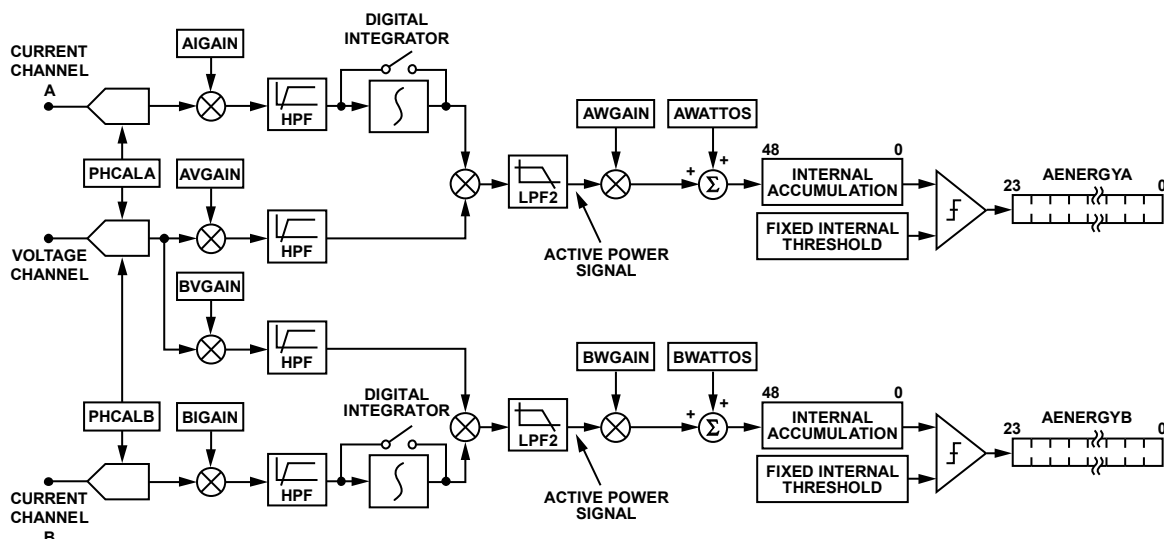 CURRENT
CHANNEL
A
AIGAIN
HPF
DIGITAL
INTEGRATOR
PHCALA
AVGAIN
HPF
VOLTAGE
CHANNEL
LPF2
ACTIVE POWER
SIGNAL
AWGAIN
AWATTOS
+
+
Σ
48
0
INTERNAL
ACCUMULATION
FIXED INTERNAL
THRESHOLD
AENERGYA
23
0
BVGAIN
HPF
PHCALB
BIGAIN
HPF
DIGITAL
INTEGRATOR
CURRENT
CHANNEL
B
LPF2
ACTIVE POWER
SIGNAL
BWGAIN
BWATTOS
+
+
Σ
48
0
INTERNAL
ACCUMULATION
FIXED INTERNAL
THRESHOLD
AENERGYB
23
0